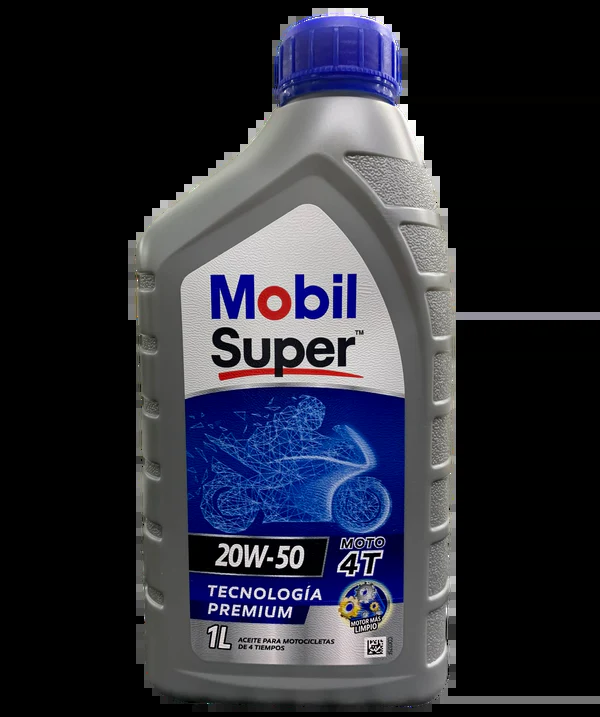 Mobil
Super™
20W-50
MOTO
4T
TECNOLOGÍA
PREMIUM
MOTOR MÁS
LIMPIO
1L
ACEITE PARA MOTOCICLETAS
DE 4 TIEMPOS